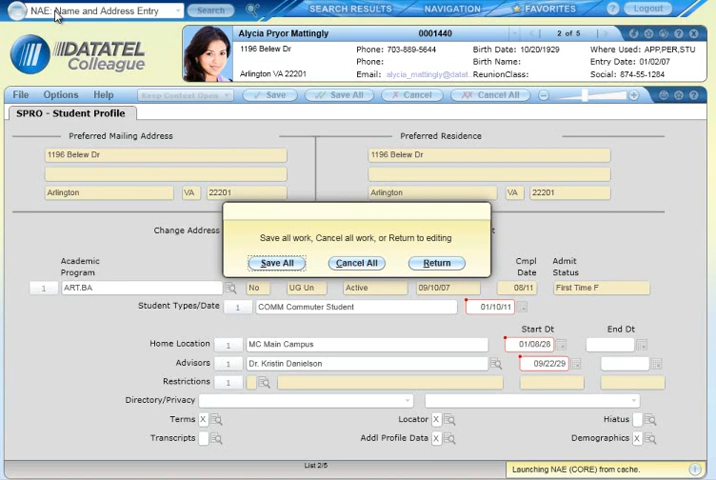 NAE: Name and Address Entry
Search
SEARCH RESULTS
NAVIGATION
FAVORITES
?
Logout
DATATEL
Colleague
Alycia Pryor Mattingly
0001440
2 of 5
1196 Belew Dr
Arlington VA 22201
Phone: 703-889-5644
Phone:
Email: alycia_mattingly@datat.
Birth Date: 10/20/1929
Birth Name:
ReunionClass:
Where Used: APP,PER,STU
Entry Date: 01/02/07
Social: 874-55-1284
File
Options
Help
Keep Context Open
Save
Save All
Cancel
Cancel All
SPRO - Student Profile
Preferred Mailing Address
Preferred Residence
1196 Belew Dr
1196 Belew Dr
Arlington VA 22201
Arlington VA 22201
Save all work, Cancel all work, or Return to editing
Save All
Cancel All
Return
Change Address
Academic
Program
Cmpl
Date
Admit
Status
1 ART.BA No UG Un Active 09/10/07 08/11 First Time F
Student Types/Date 1 COMM Commuter Student 01/10/11
Start Dt End Dt
Home Location 1 MC Main Campus 01/08/28
Advisors 1 Dr. Kristin Danielson 09/22/29
Restrictions 1
Directory/Privacy
Terms X Locator X Hiatus
Transcripts Addl Profile Data X Demographics X
List 2/5
Launching NAE (CORE) from cache.